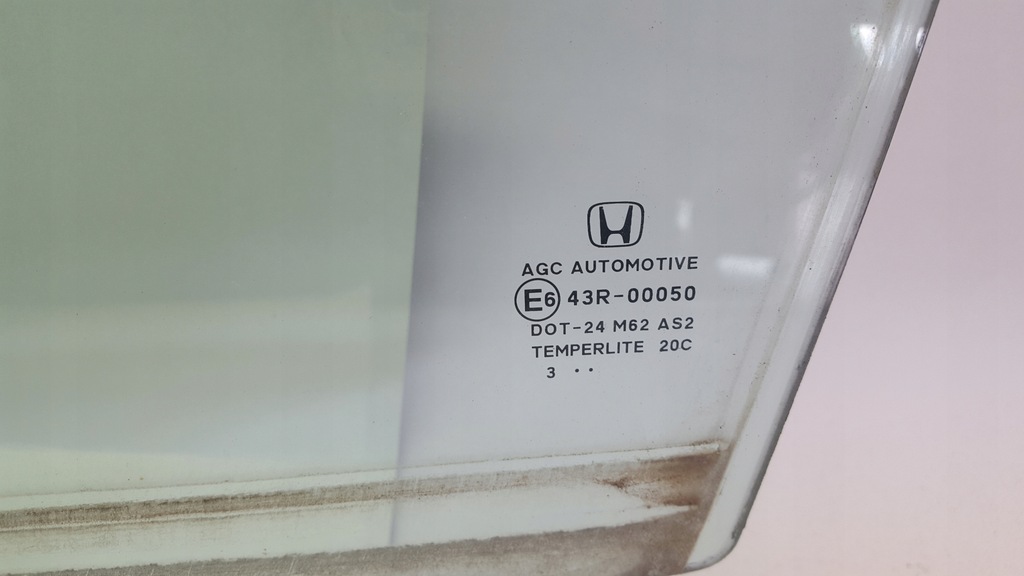 AGC AUTOMOTIVE
E6 43R-00050
DOT-24 M62 AS2
TEMPERLITE 20C
3 ··